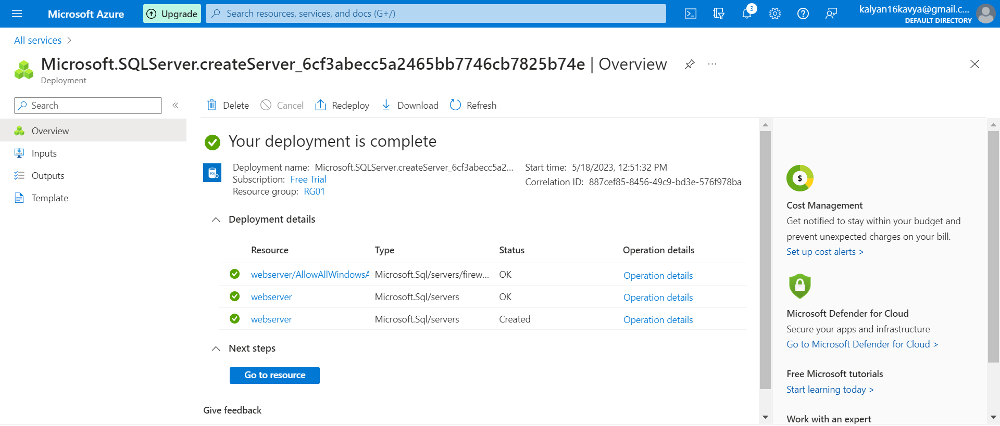 Microsoft Azure
Upgrade
Search resources, services, and docs (G+/)
3
kalyan16kavya@gmail.c...
DEFAULT DIRECTORY
All services >
Microsoft.SQLServer.createServer_6cf3abecc5a2465bb7746cb7825b74e | Overview
...
Deployment
Search
«
Overview
Inputs
Outputs
Template
Delete
Cancel
Redeploy
Download
Refresh
Your deployment is complete
SQL
Deployment name: Microsoft.SQLServer.createServer_6cf3abecc5a2...
Subscription: Free Trial
Resource group: RG01
Start time: 5/18/2023, 12:51:32 PM
Correlation ID: 887cef85-8456-49c9-bd3e-576f978ba
Deployment details
Resource Type Status Operation details
webserver/AllowAllWindowsA Microsoft.Sql/servers/firew... OK Operation details
webserver Microsoft.Sql/servers OK Operation details
webserver Microsoft.Sql/servers Created Operation details
Next steps
Go to resource
Give feedback
$
Cost Management
Get notified to stay within your budget and
prevent unexpected charges on your bill.
Set up cost alerts >
Microsoft Defender for Cloud
Secure your apps and infrastructure
Go to Microsoft Defender for Cloud >
Free Microsoft tutorials
Start learning today >
Work with an expert